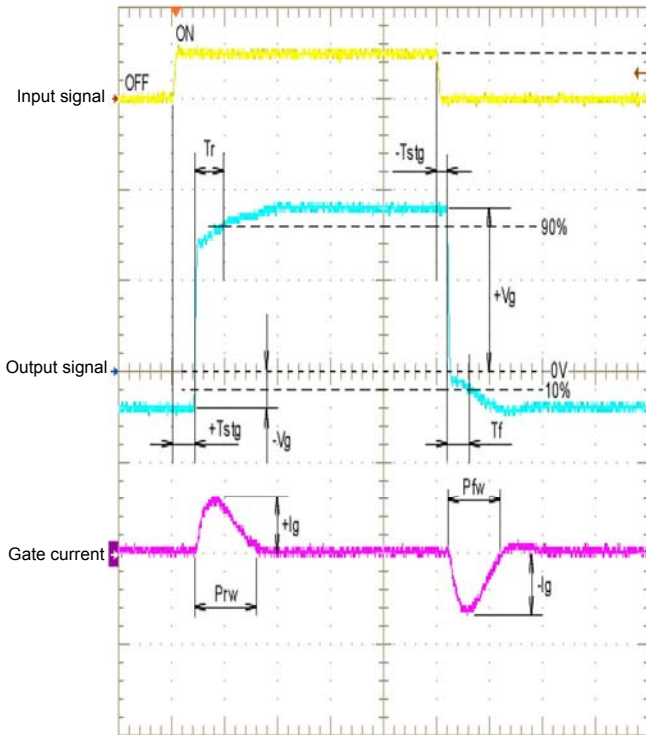 ON
OFF
Input signal
Tr
-Tstg
90%
+Vg
Output signal
0V
10%
+Tstg
-Vg
Tf
Pfw
+Ig
Gate current
-Ig
Prw